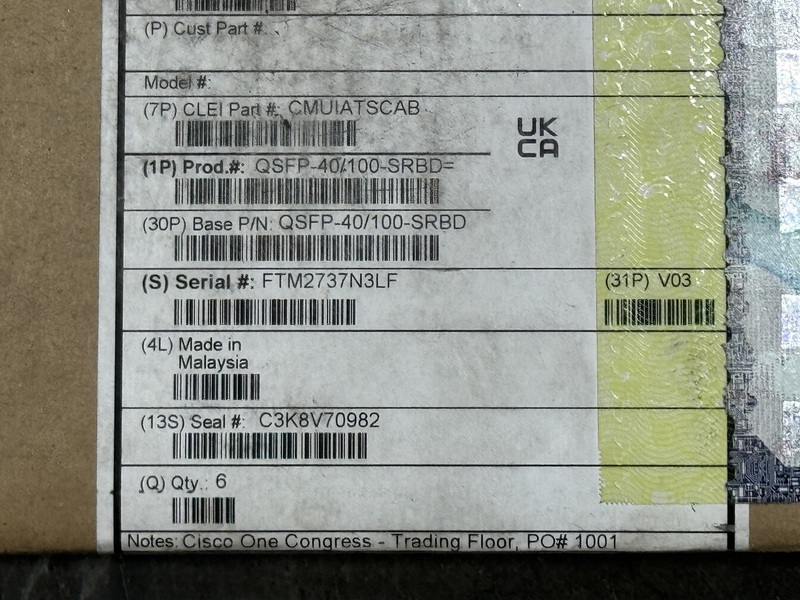 (P) Cust Part #:
Model #:
(7P) CLEI Part #: CMUIATSCAB
UK
CA
(1P) Prod.#: QSFP-40/100-SRBD=
(30P) Base P/N: QSFP-40/100-SRBD
(S) Serial #: FTM2737N3LF
(31P) V03
(4L) Made in
Malaysia
(13S) Seal #: C3K8V70982
(Q) Qty.: 6
Notes: Cisco One Congress - Trading Floor, PO# 1001